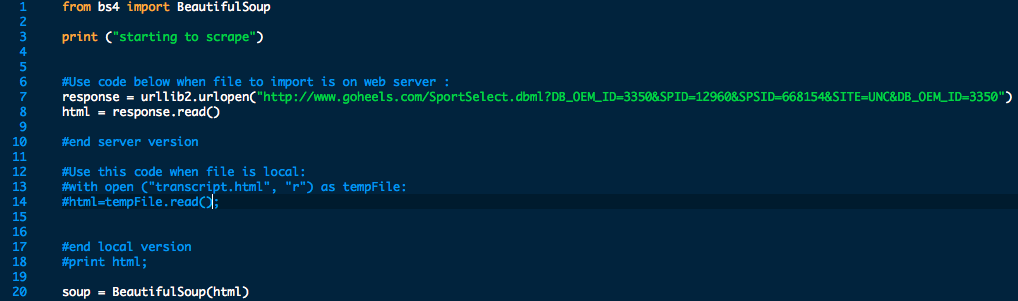 1 from bs4 import BeautifulSoup
2
3 print ("starting to scrape")
4
5
6 #Use code below when file to import is on web server :
7 response = urllib2.urlopen("http://www.goheels.com/SportSelect.dbml?DB_OEM_ID=3350&SPID=12960&SPSID=668154&SITE=UNC&DB_OEM_ID=3350")
8 html = response.read()
9
10 #end server version
11
12 #Use this code when file is local:
13 #with open ("transcript.html", "r") as tempFile:
14 #html=tempFile.read();
15
16
17 #end local version
18 #print html;
19
20 soup = BeautifulSoup(html)